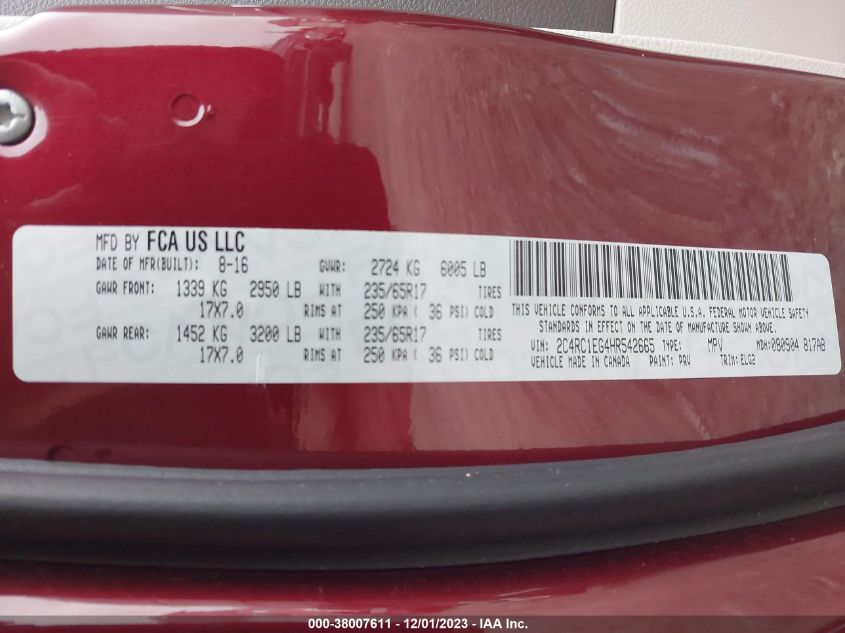 MFD BY FCA US LLC
DATE OF MFR(BUILT): 8-16 GVWR: 2724 KG 6005 LB
GAWR FRONT: 1339 KG 2950 LB WITH 235/65R17 TIRES
17X7.0 RIMS AT 250 KPA ( 36 PSI) COLD
GAWR REAR: 1452 KG 3200 LB WITH 235/65R17 TIRES
17X7.0 RIMS AT 250 KPA ( 36 PSI) COLD
THIS VEHICLE CONFORMS TO ALL APPLICABLE U.S.A. FEDERAL MOTOR VEHICLE SAFETY
STANDARDS IN EFFECT ON THE DATE OF MANUFACTURE SHOWN ABOVE.
VIN: 2C4RC1EG4HR542665 TYPE: MPV MDH:090904 817AB
VEHICLE MADE IN CANADA PAINT: PRV TRIM: ELG2
000-38007611 - 12/01/2023 - IAA Inc.